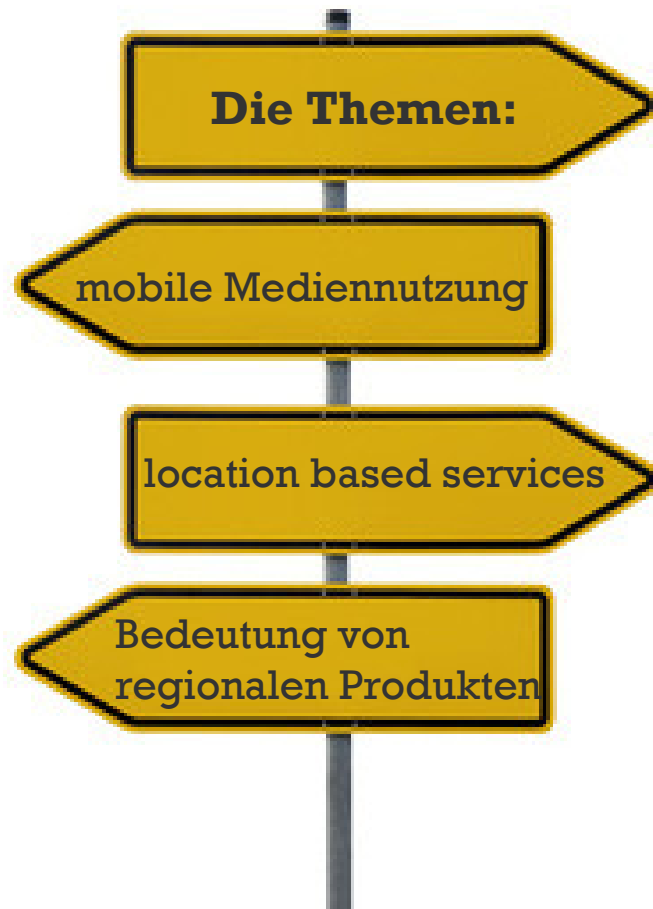 Die Themen:
mobile Mediennutzung
location based services
Bedeutung von
regionalen Produkten